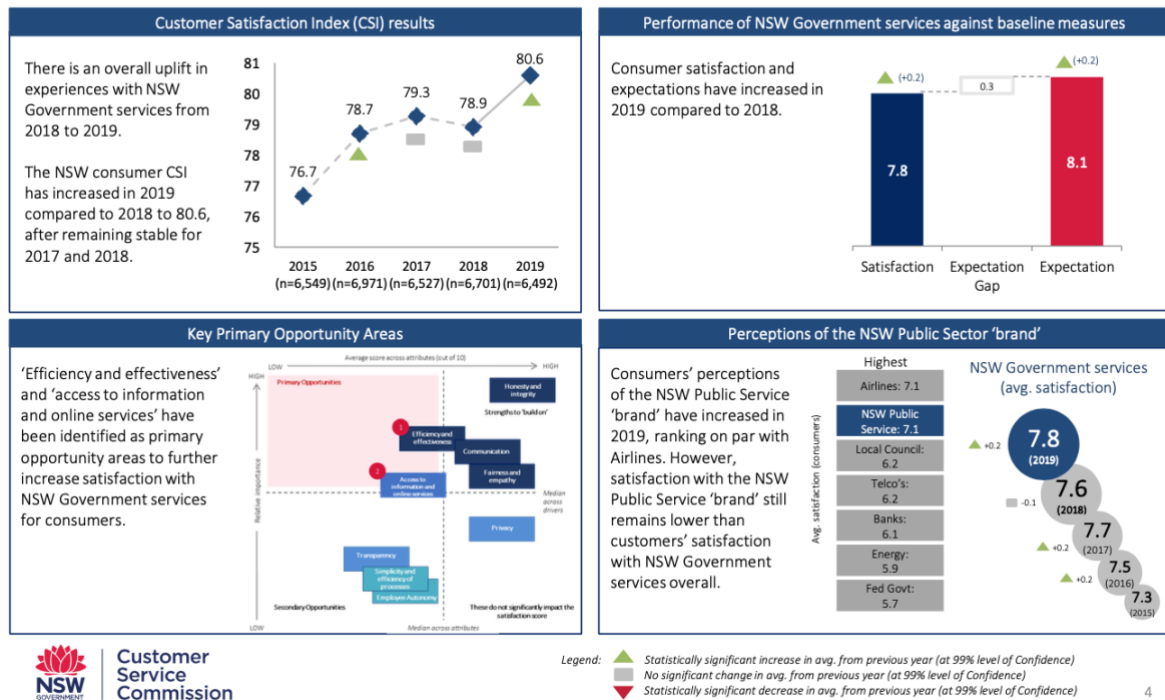 Customer Satisfaction Index (CSI) results
There is an overall uplift in
experiences with NSW
Government services from
2018 to 2019.
The NSW consumer CSI
has increased in 2019
compared to 2018 to 80.6,
after remaining stable for
2017 and 2018.
81
80
79
78
77
76
75
76.7
78.7
79.3
78.9
80.6
2015 2016 2017 2018 2019
(n=6,549) (n=6,971) (n=6,527) (n=6,701) (n=6,492)
Performance of NSW Government services against baseline measures
Consumer satisfaction and
expectations have increased in
2019 compared to 2018.
(+0.2)
(+0.2)
0.3
7.8
8.1
Satisfaction Expectation Expectation
Gap
Key Primary Opportunity Areas
‘Efficiency and effectiveness’
and ‘access to information
and online services’ have
been identified as primary
opportunity areas to further
increase satisfaction with
NSW Government services
for consumers.
Average score across attributes (out of 10)
LOW HIGH
HIGH
Relative importance
LOW
Primary Opportunities
Honesty and
integrity
Strengths to 'build on'
1
Efficiency and
effectiveness
Communication
2
Access to
information and
online services
Fairness and
empathy
Median
across
drivers
Privacy
Transparency
Simplicity and
efficiency of
processes
Employee Autonomy
Secondary Opportunities
These do not significantly impact the
satisfaction score
Median across attributes
Perceptions of the NSW Public Sector ‘brand’
Consumers’ perceptions
of the NSW Public Service
‘brand’ have increased in
2019, ranking on par with
Airlines. However,
satisfaction with the NSW
Public Service ‘brand’ still
remains lower than
customers’ satisfaction
with NSW Government
services overall.
Avg. satisfaction (consumers)
Highest
Airlines: 7.1
NSW Public
Service: 7.1
Local Council:
6.2
Telco’s:
6.2
Banks:
6.1
Energy:
5.9
Fed Govt:
5.7
NSW Government services
(avg. satisfaction)
+0.2
7.8
(2019)
-0.1
7.6
(2018)
+0.2
7.7
(2017)
+0.2
7.5
(2016)
7.3
(2015)
NSW
GOVERNMENT
Customer
Service
Commission
Legend:
Statistically significant increase in avg. from previous year (at 99% level of Confidence)
No significant change in avg. from previous year (at 99% level of Confidence)
Statistically significant decrease in avg. from previous year (at 99% level of Confidence)
4